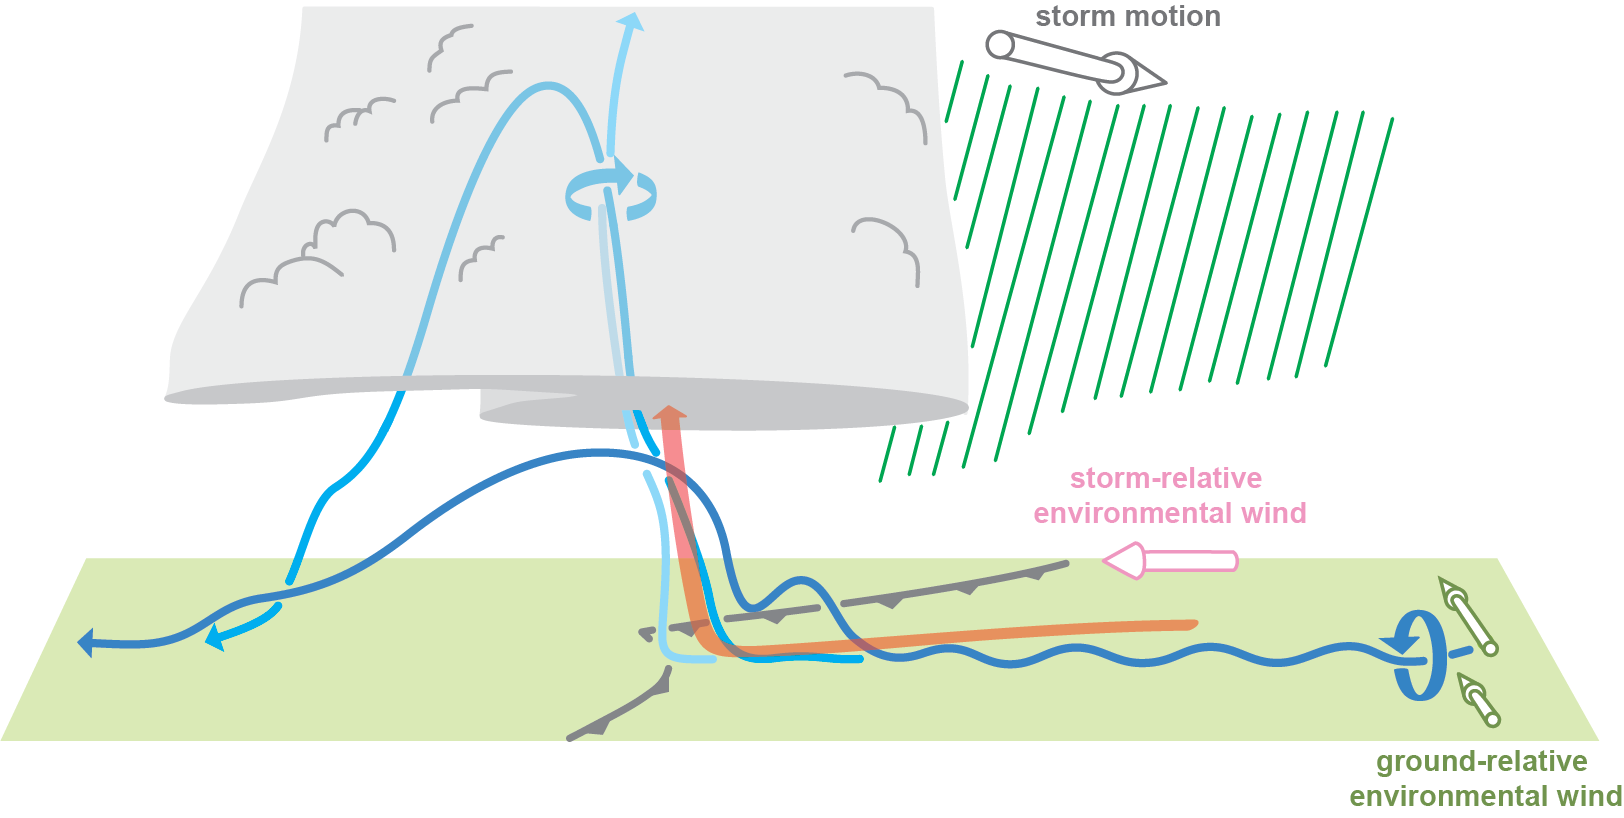 storm motion
storm-relative
environmental wind
ground-relative
environmental wind